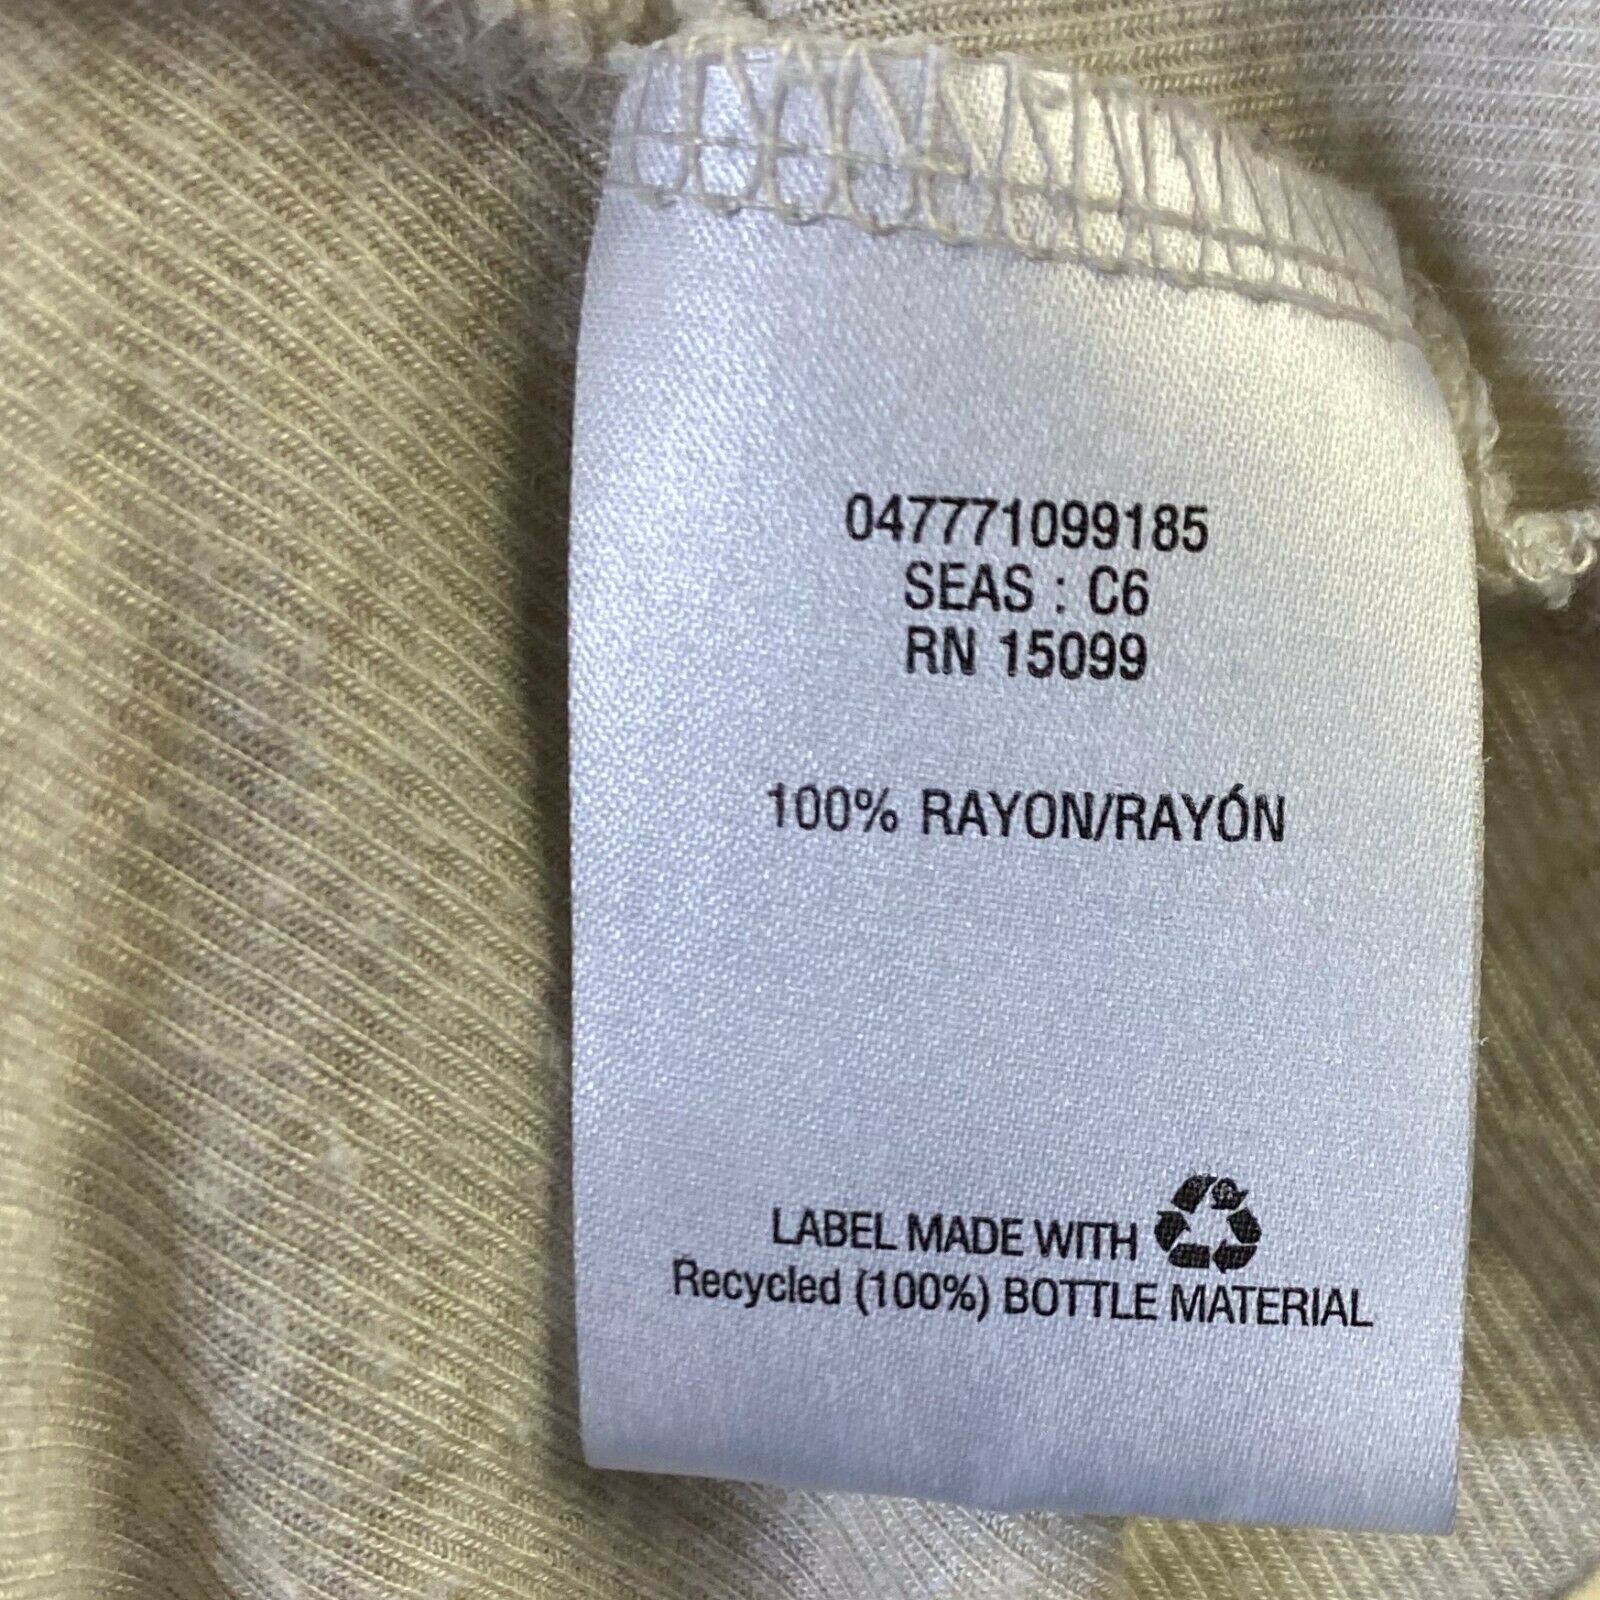 047771099185
SEAS : C6
RN 15099
100% RAYON/RAYÓN
LABEL MADE WITH
Recycled (100%) BOTTLE MATERIAL